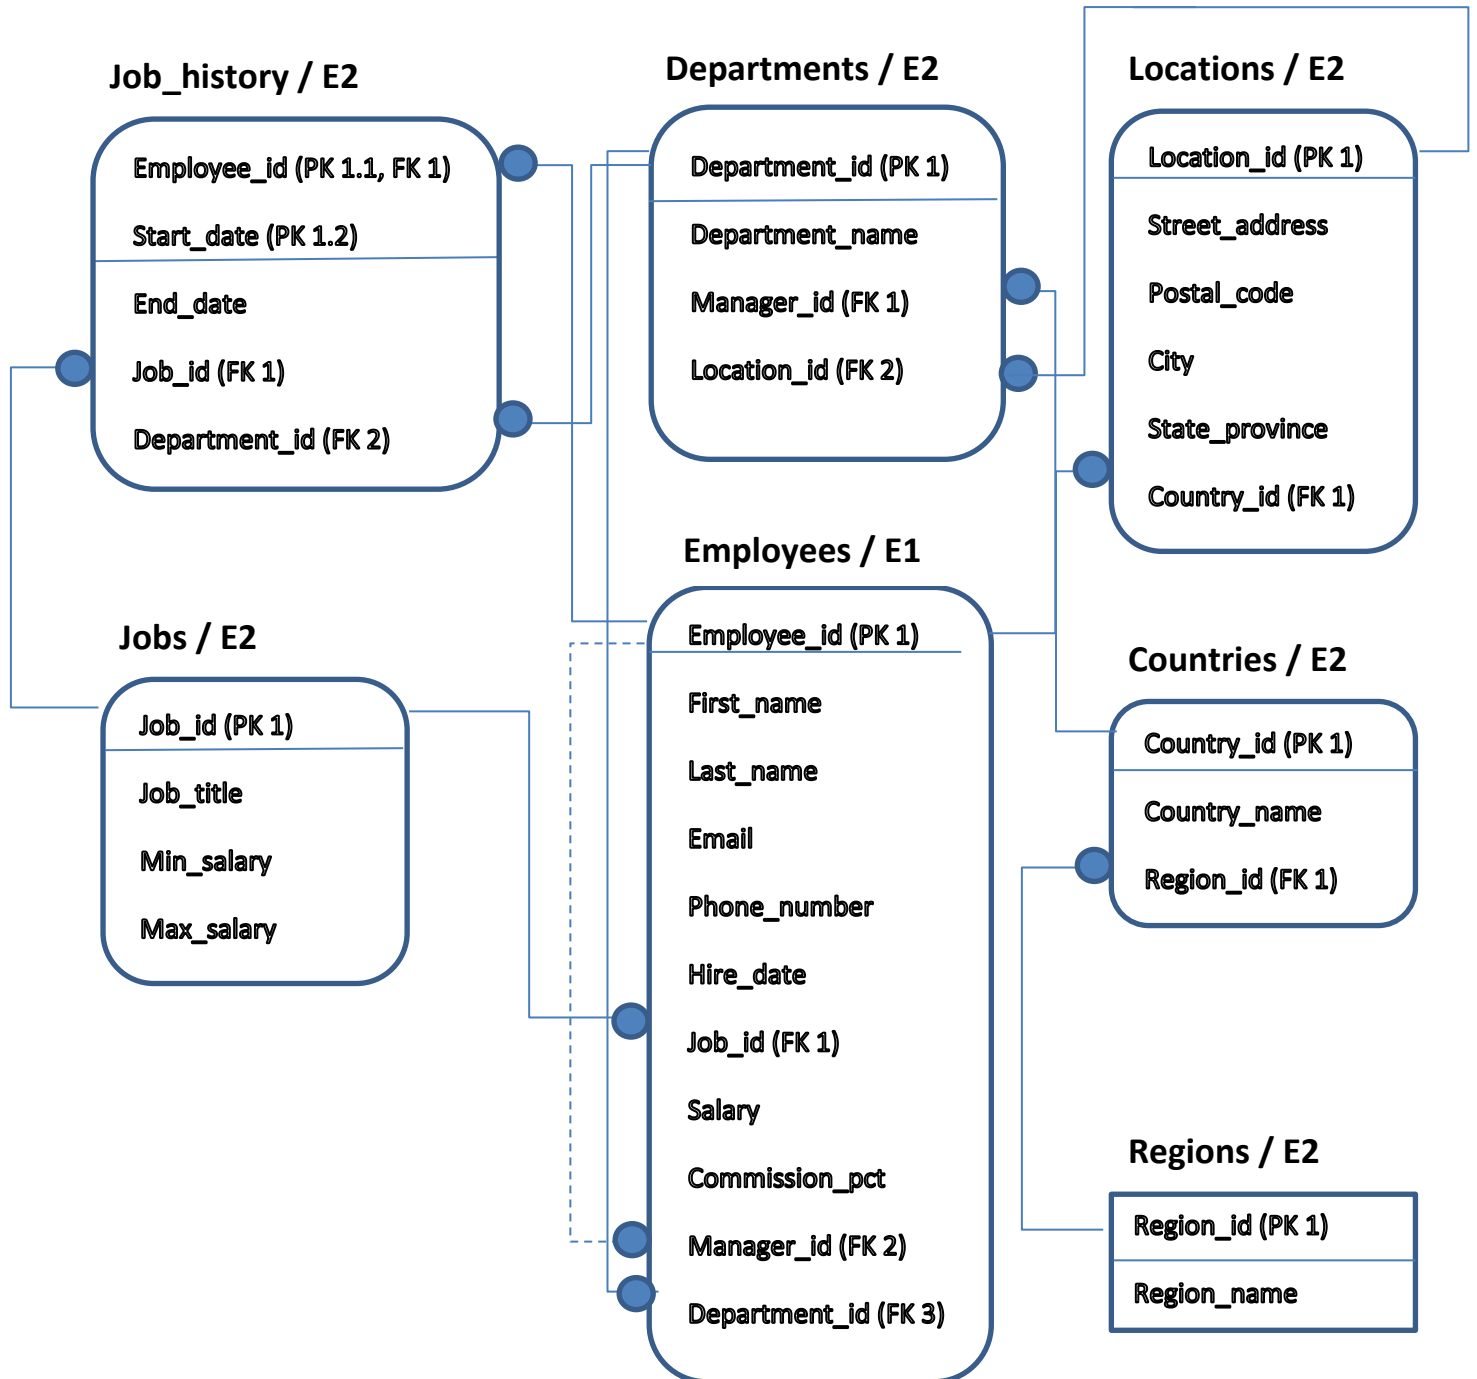 Job_history / E2
Employee_id (PK 1.1, FK 1)
Start_date (PK 1.2)
End_date
Job_id (FK 1)
Department_id (FK 2)
Departments / E2
Department_id (PK 1)
Department_name
Manager_id (FK 1)
Location_id (FK 2)
Locations / E2
Location_id (PK 1)
Street_address
Postal_code
City
State_province
Country_id (FK 1)
Jobs / E2
Job_id (PK 1)
Job_title
Min_salary
Max_salary
Employees / E1
Employee_id (PK 1)
First_name
Last_name
Email
Phone_number
Hire_date
Job_id (FK 1)
Salary
Commission_pct
Manager_id (FK 2)
Department_id (FK 3)
Countries / E2
Country_id (PK 1)
Country_name
Region_id (FK 1)
Regions / E2
Region_id (PK 1)
Region_name